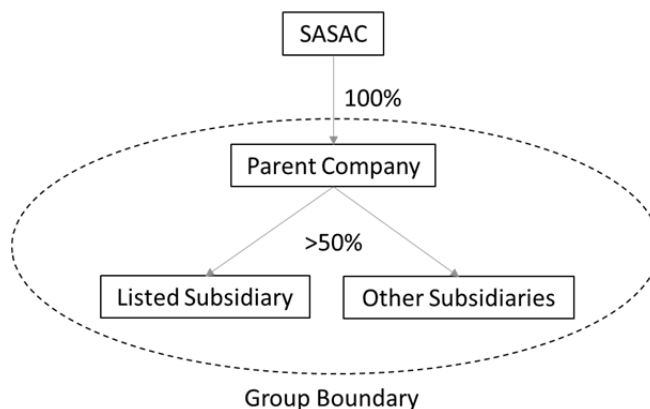 SASAC
100%
Parent Company
>50%
Listed Subsidiary
Other Subsidiaries
Group Boundary